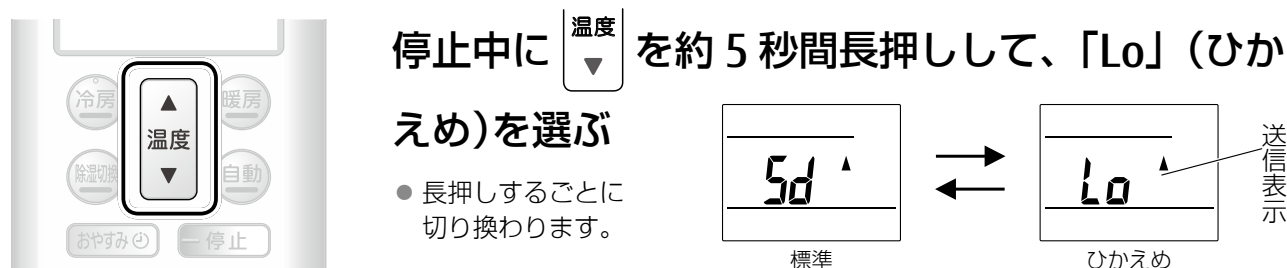 冷房
暖房
▲
温度
▼
除湿切換
自動
おやすみ
停止
停止中に 温度 ▼ を約 5 秒間長押しして、「Lo」（ひか
えめ）を選ぶ
● 長押しするごとに
切り換わります。
Sd ▲
標準
Lo ▲
ひかえめ
送信表示